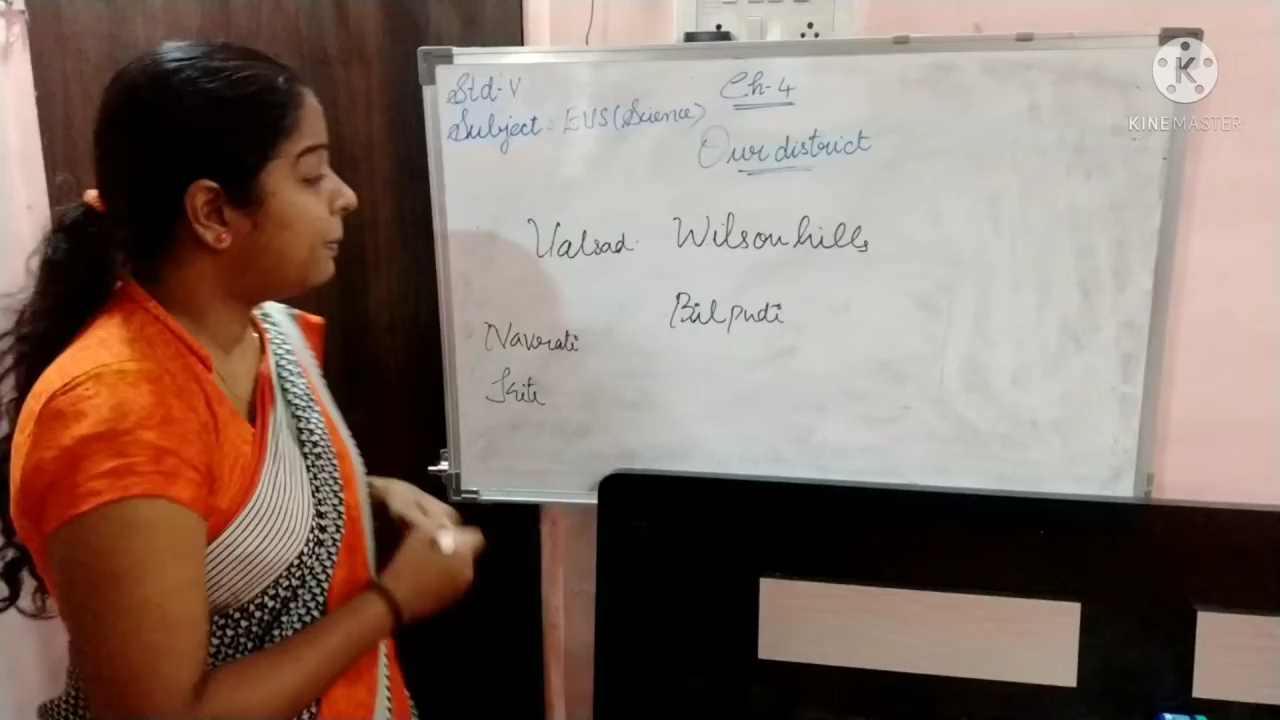 Std-V
Ch-4
Subject - EVS (Science)
Our district
Valsad. Wilson hills
Bilpudi
Navrati
Kite
K
KINEMASTER